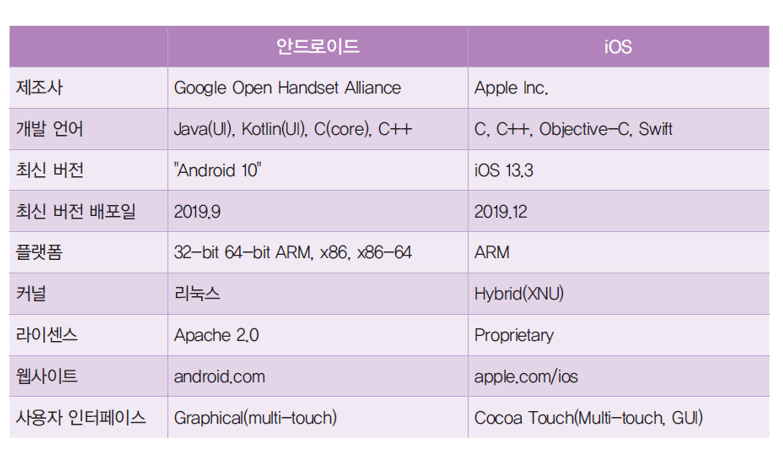 안드로이드 iOS
제조사 Google Open Handset Alliance Apple Inc.
개발 언어 Java(UI), Kotlin(UI), C(core), C++ C, C++, Objective-C, Swift
최신 버전 "Android 10" iOS 13.3
최신 버전 배포일 2019.9 2019.12
플랫폼 32-bit 64-bit ARM, x86, x86-64 ARM
커널 리눅스 Hybrid(XNU)
라이센스 Apache 2.0 Proprietary
웹사이트 android.com apple.com/ios
사용자 인터페이스 Graphical(multi-touch) Cocoa Touch(Multi-touch, GUI)